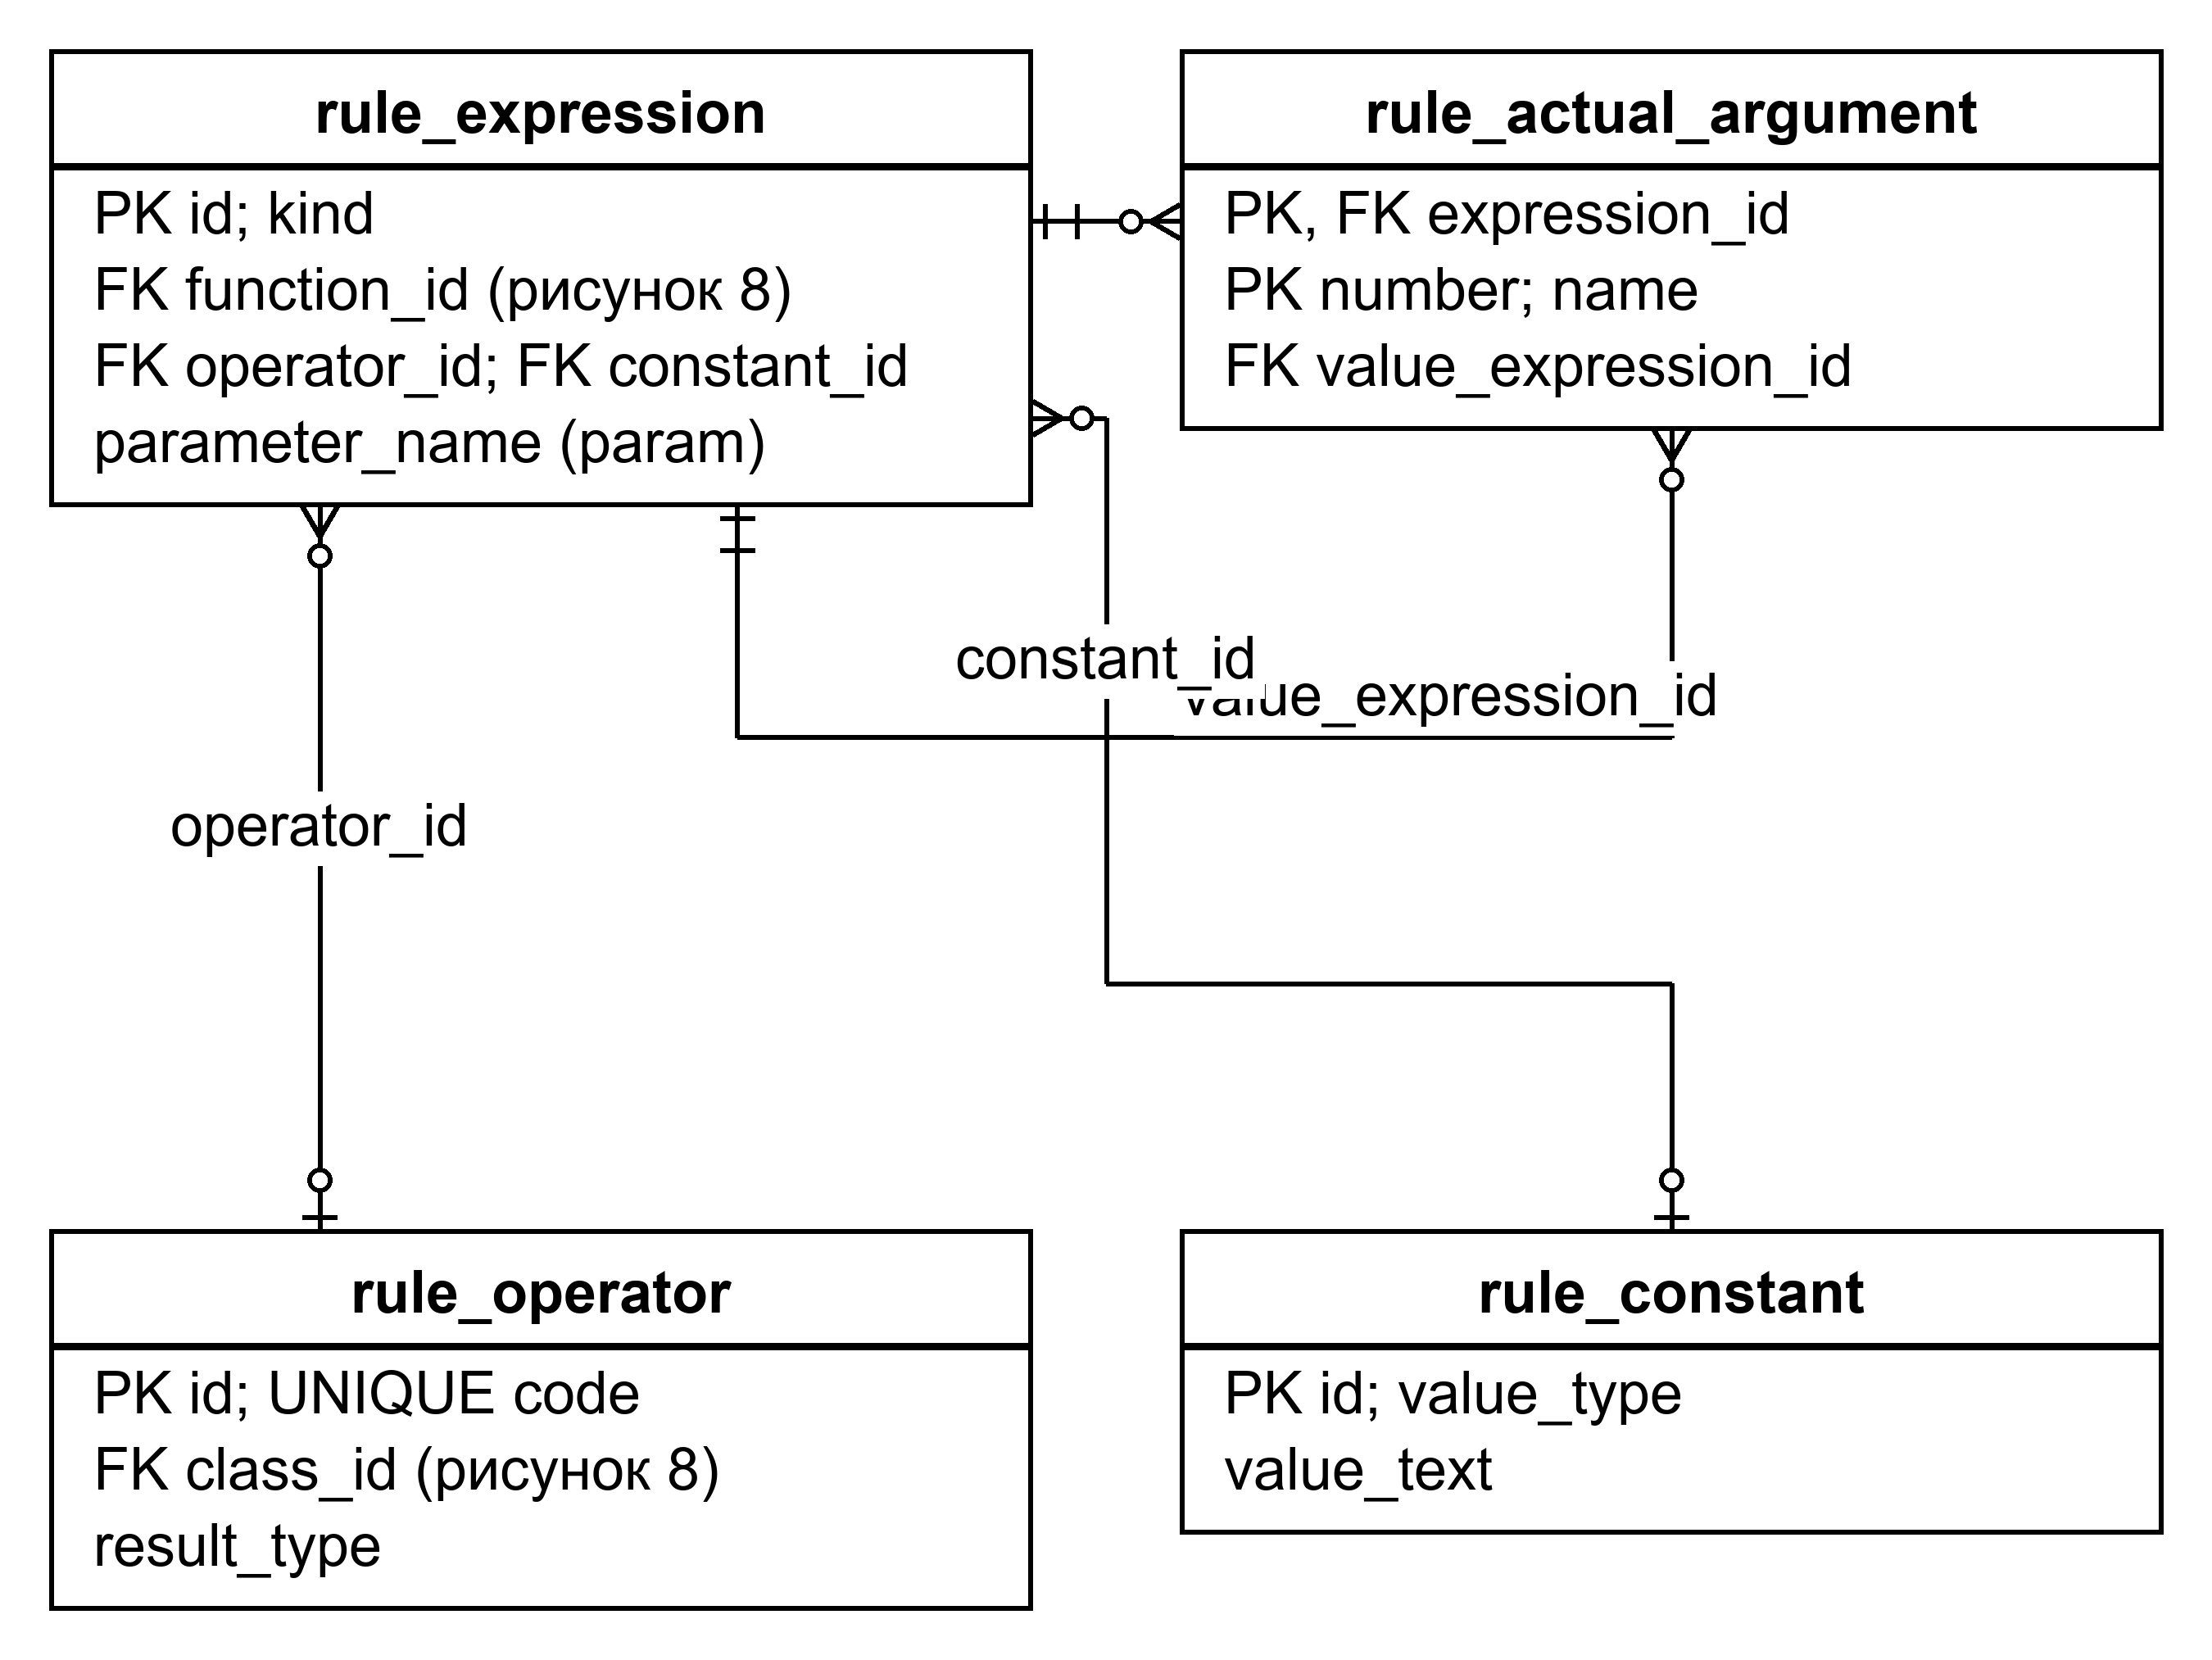 rule_expression
PK id; kind
FK function_id (рисунок 8)
FK operator_id; FK constant_id
parameter_name (param)
rule_actual_argument
PK, FK expression_id
PK number; name
FK value_expression_id
constant_id
value_expression_id
operator_id
rule_operator
PK id; UNIQUE code
FK class_id (рисунок 8)
result_type
rule_constant
PK id; value_type
value_text